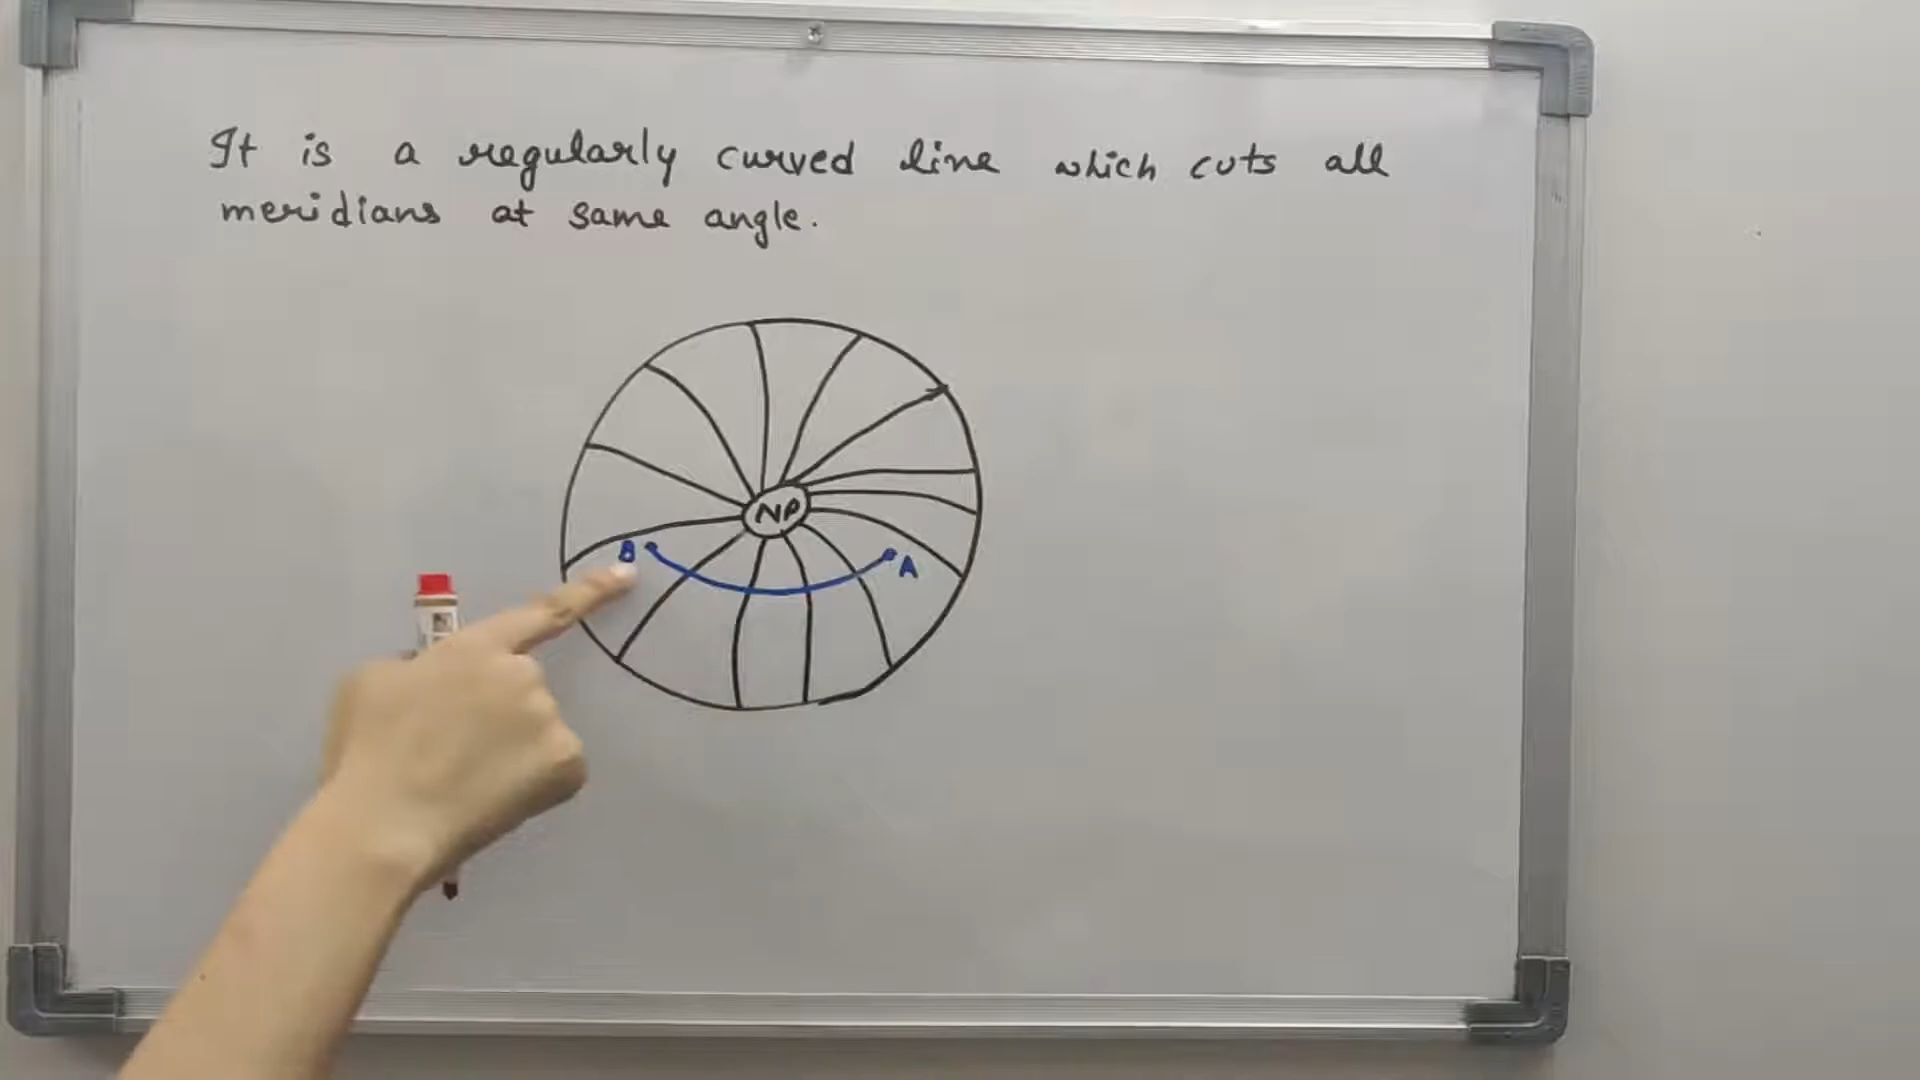 It is a regularly curved line which cuts all
meridians at same angle.
NP
B
A